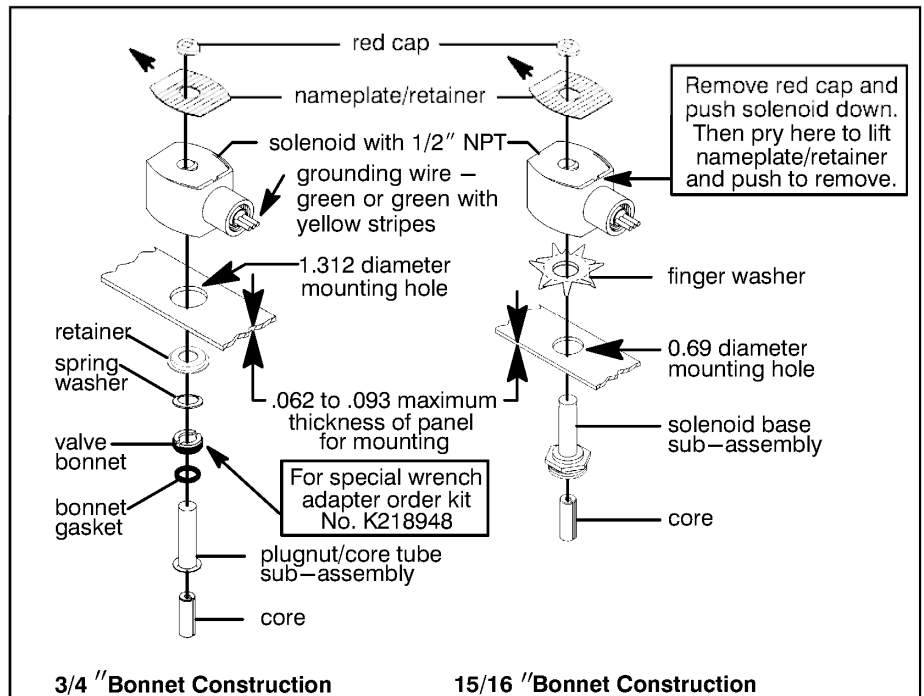 red cap
nameplate/retainer
solenoid with 1/2" NPT
grounding wire –
green or green with
yellow stripes
Remove red cap and
push solenoid down.
Then pry here to lift
nameplate/retainer
and push to remove.
1.312 diameter
mounting hole
finger washer
retainer
spring
washer
0.69 diameter
mounting hole
.062 to .093 maximum
thickness of panel
for mounting
solenoid base
sub–assembly
valve
bonnet
For special wrench
adapter order kit
No. K218948
bonnet
gasket
core
plugnut/core tube
sub–assembly
core
3/4 "Bonnet Construction
15/16 "Bonnet Construction